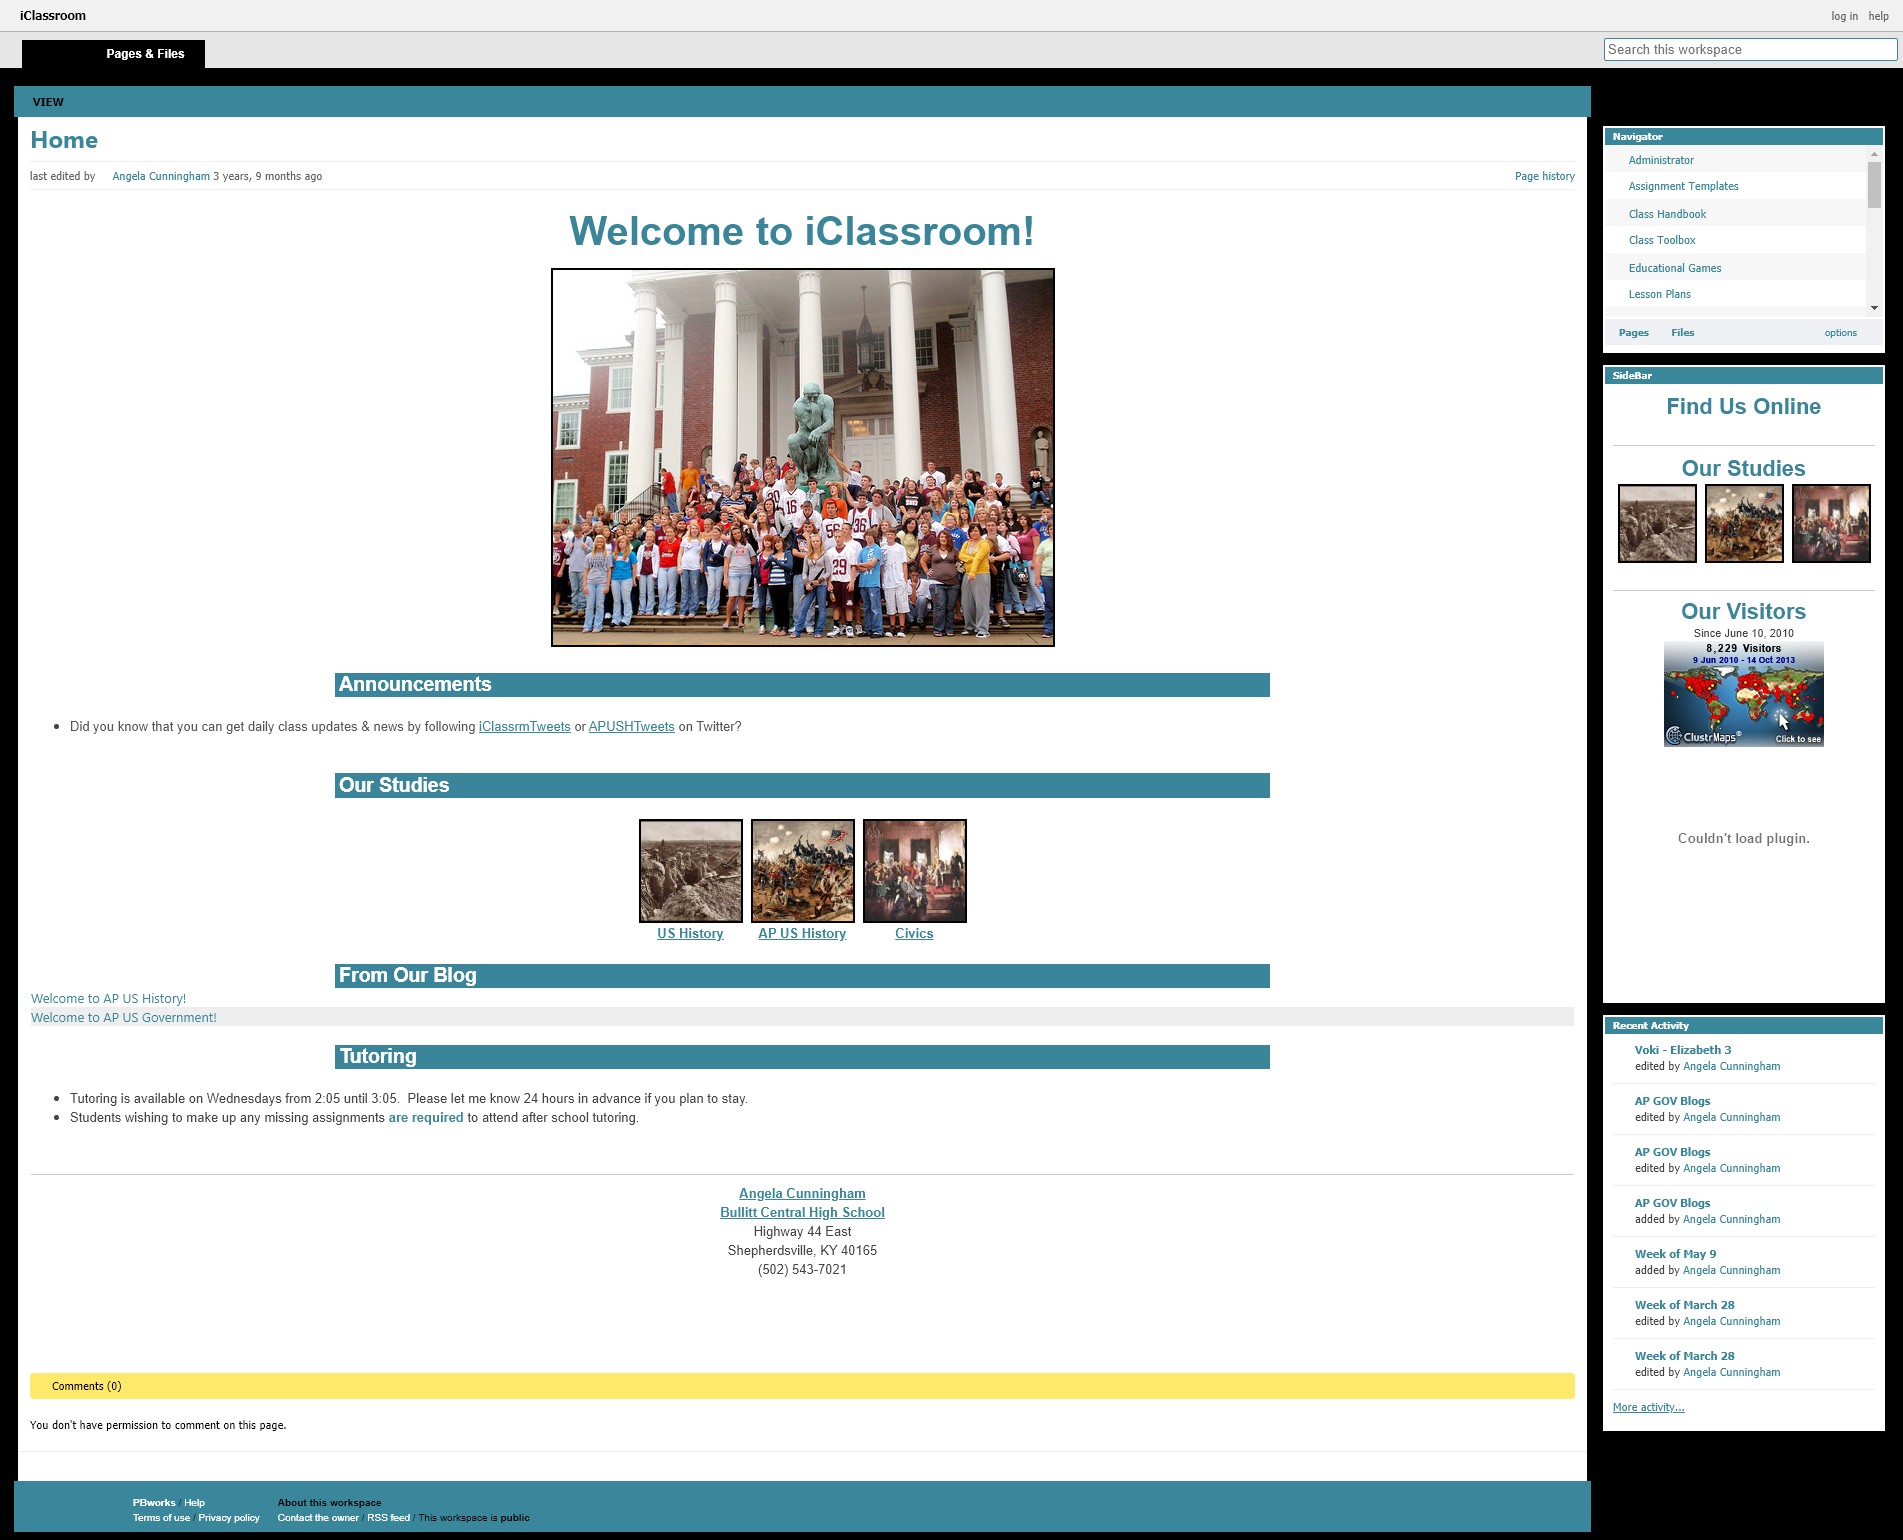 iClassroom
log in help
Pages & Files
Search this workspace
VIEW
Home
last edited by Angela Cunningham 3 years, 9 months ago
Page history
Welcome to iClassroom!
30
16
56
36
29
Announcements
Did you know that you can get daily class updates & news by following iClassrmTweets or APUSHTweets on Twitter?
Our Studies
US History
AP US History
Civics
From Our Blog
Welcome to AP US History!
Welcome to AP US Government!
Tutoring
Tutoring is available on Wednesdays from 2:05 until 3:05.  Please let me know 24 hours in advance if you plan to stay.
Students wishing to make up any missing assignments are required to attend after school tutoring.
Angela Cunningham
Bullitt Central High School
Highway 44 East
Shepherdsville, KY 40165
(502) 543-7021
Comments (0)
You don't have permission to comment on this page.
Navigator
Administrator
Assignment Templates
Class Handbook
Class Toolbox
Educational Games
Lesson Plans
Pages Files options
SideBar
Find Us Online
Our Studies
Our Visitors
Since June 10, 2010
8,229 Visitors
9 Jun 2010 - 14 Oct 2013
ClustrMaps®
Click to see
Couldn't load plugin.
Recent Activity
Voki - Elizabeth 3
edited by Angela Cunningham
AP GOV Blogs
edited by Angela Cunningham
AP GOV Blogs
edited by Angela Cunningham
AP GOV Blogs
added by Angela Cunningham
Week of May 9
added by Angela Cunningham
Week of March 28
edited by Angela Cunningham
Week of March 28
edited by Angela Cunningham
More activity...
PBworks / Help
Terms of use / Privacy policy
About this workspace
Contact the owner / RSS feed / This workspace is public